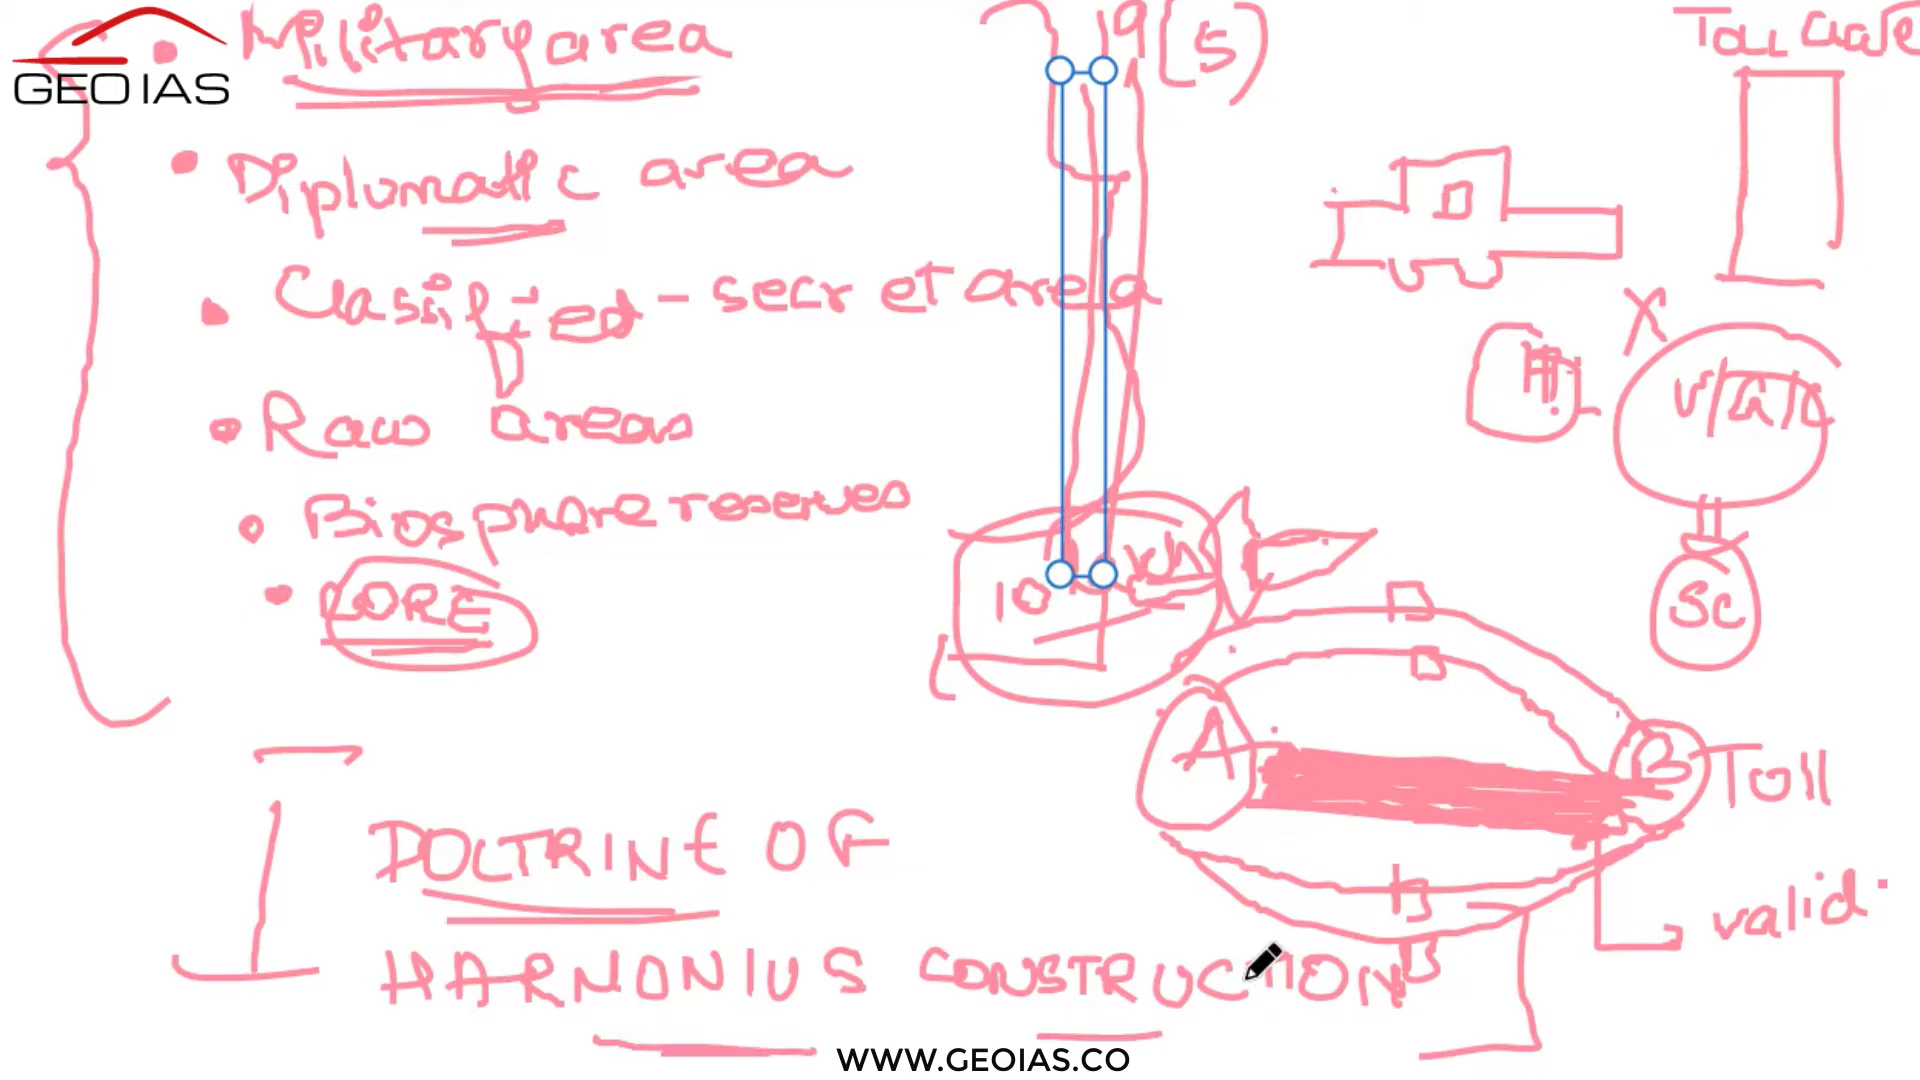 GEO IAS
• Military area
19(5)
Toll Gate
• Diplomatic area
• Classified - secret area
• Raw areas
• Biosphere reserves
• CORE
10
SC
A
B
Toll
valid
DOCTRINE OF
HARMONIUS CONSTRUCTION
WWW.GEOIAS.CO